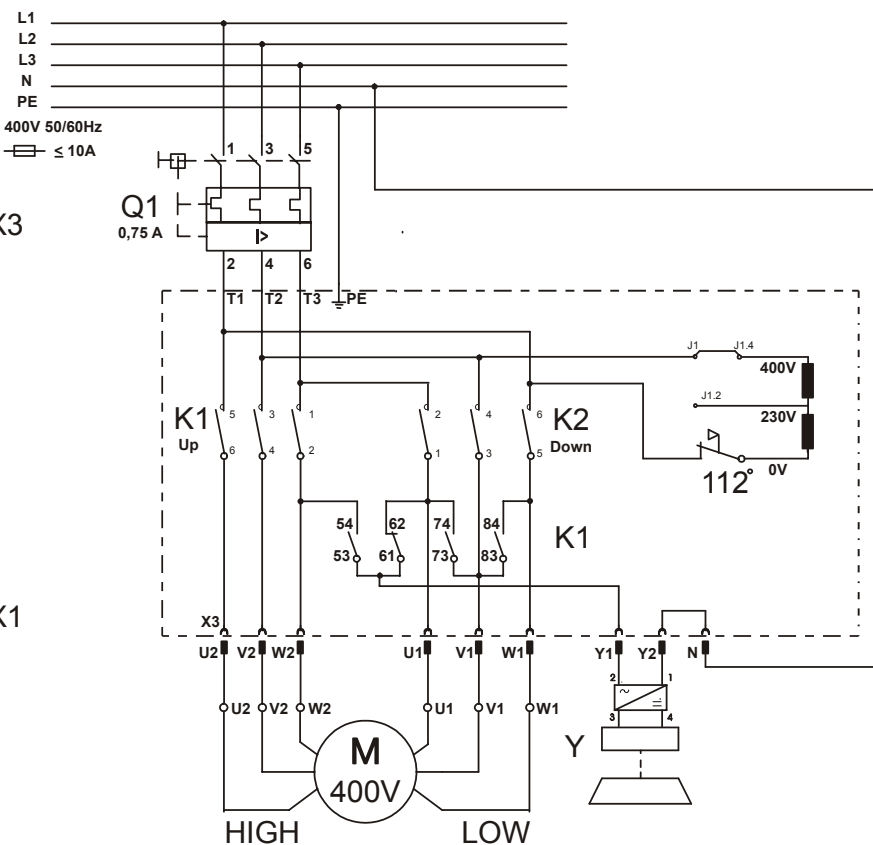 L1
L2
L3
N
PE
400V 50/60Hz
≤ 10A
1 3 5
X3
Q1
0,75 A
I>
2 4 6
T1 T2 T3 PE
J1 J1.4
400V
J1.2
230V
K1
Up
5 3 1
6 4 2
2 4 6
1 3 5
K2
Down
112°
0V
54 62 74 84
53 61 73 83
K1
X1
X3
U2 V2 W2 U1 V1 W1 Y1 Y2 N
2 1
~
3 4
U2 V2 W2 U1 V1 W1
M
400V
Y
HIGH LOW